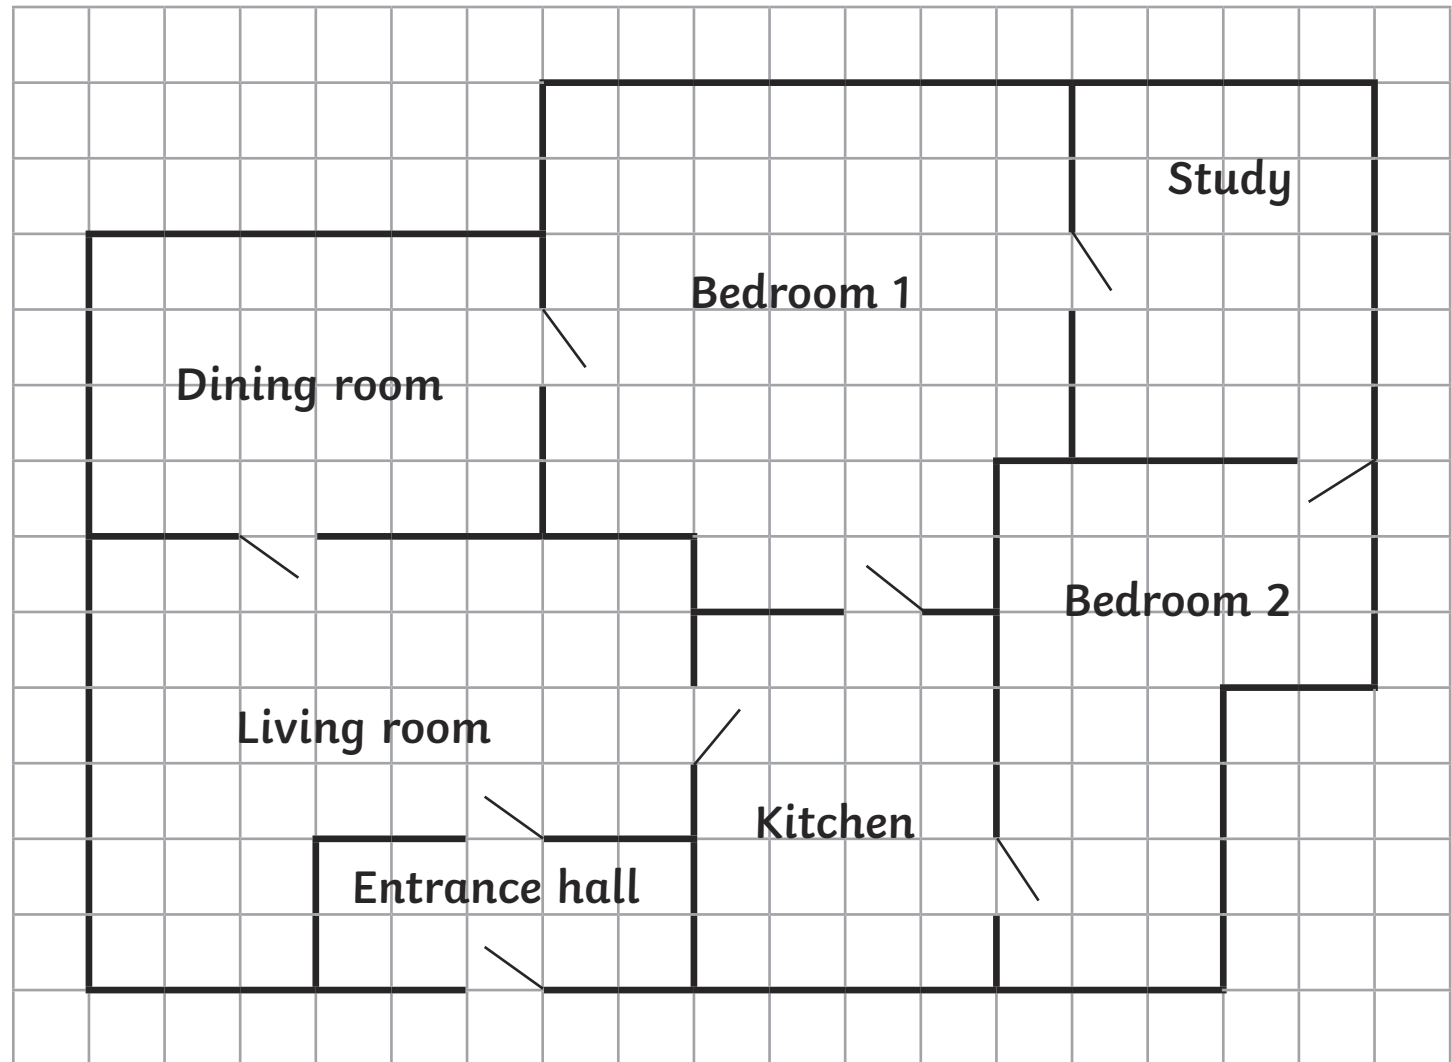 Study
Bedroom 1
Dining room
Bedroom 2
Living room
Kitchen
Entrance hall